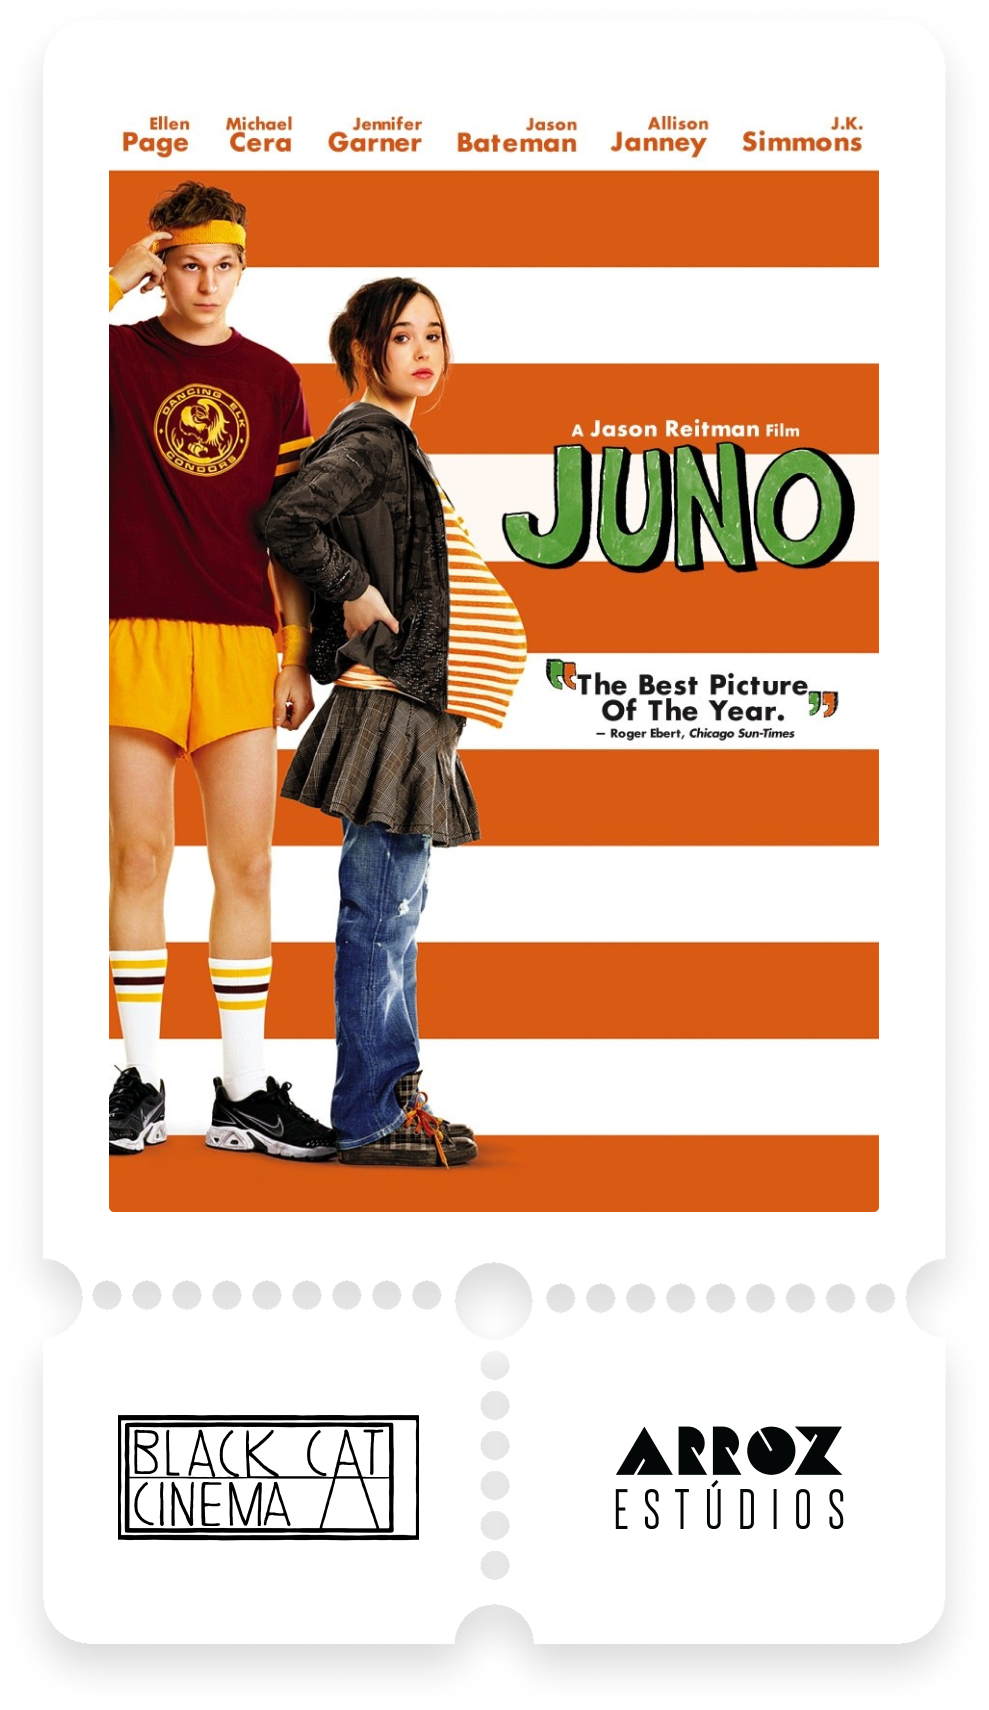 Ellen Michael Jennifer Jason Allison J.K.
Page Cera Garner Bateman Janney Simmons
DANCING ELK
CONDORS
A Jason Reitman Film
JUNO
"The Best Picture
Of The Year."
– Roger Ebert, Chicago Sun-Times
BLACK CAT
CINEMA
ARROZ
ESTÚDIOS